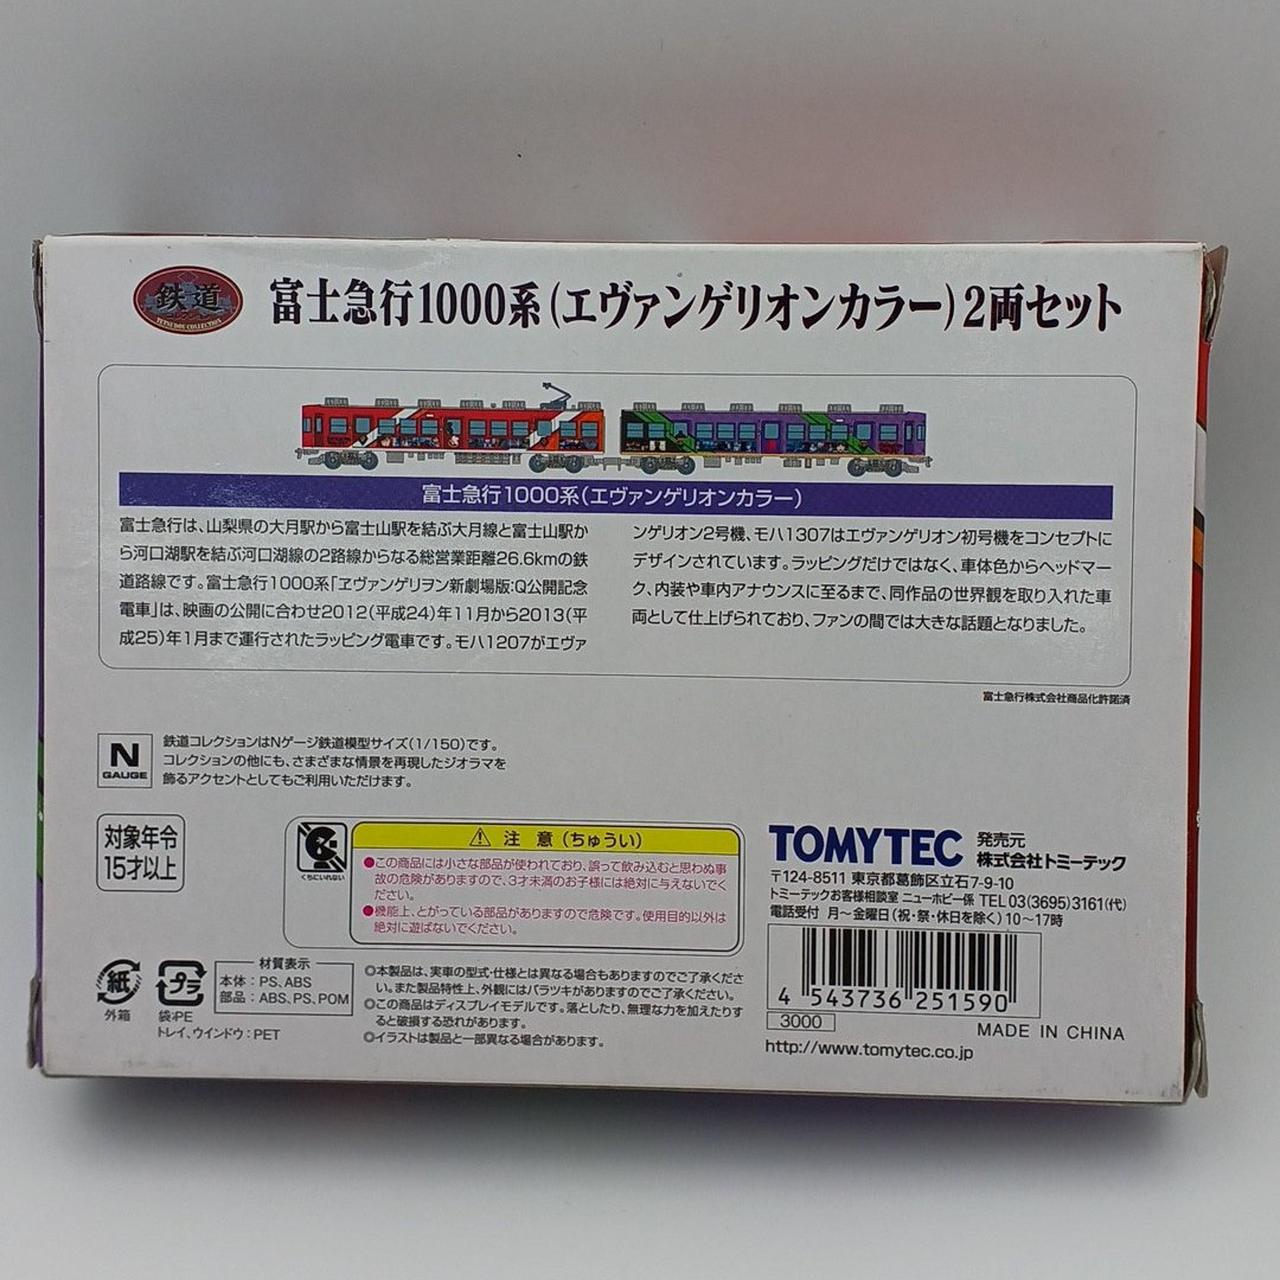 鉄道
TETSUDOU COLLECTION
富士急行1000系(エヴァンゲリオンカラー)2両セット
富士急行1000系(エヴァンゲリオンカラー)
富士急行は、山梨県の大月駅から富士山駅を結ぶ大月線と富士山駅か
ら河口湖駅を結ぶ河口湖線の2路線からなる総営業距離26.6kmの鉄
道路線です。富士急行1000系「ヱヴァンゲリヲン新劇場版:Q公開記念
電車」は、映画の公開に合わせ2012(平成24)年11月から2013(平
成25)年1月まで運行されたラッピング電車です。モハ1207がエヴァ
ンゲリオン2号機、モハ1307はエヴァンゲリオン初号機をコンセプトに
デザインされています。ラッピングだけではなく、車体色からヘッドマー
ク、内装や車内アナウンスに至るまで、同作品の世界観を取り入れた車
両として仕上げられており、ファンの間では大きな話題となりました。
富士急行株式会社商品化許諾済
N
GAUGE
鉄道コレクションはNゲージ鉄道模型サイズ(1/150)です。
コレクションの他にも、さまざまな情景を再現したジオラマを
飾るアクセントとしてもご利用いただけます。
対象年令
15才以上
くちにいれない
注 意 (ちゅうい)
●この商品には小さな部品が使われており、誤って飲み込むと思わぬ事
故の危険がありますので、3才未満のお子様には絶対に与えないでく
ださい。
●機能上、とがっている部品がありますので危険です。使用目的以外は
絶対に遊ばないでください。
TOMYTEC
発売元
株式会社トミーテック
〒124-8511 東京都葛飾区立石7-9-10
トミーテックお客様相談室 ニューホビー係 TEL 03(3695)3161(代)
電話受付 月～金曜日(祝・祭・休日を除く)10～17時
紙
外箱
プラ
袋:PE
トレイ、ウインドウ:PET
材質表示
本体:PS,ABS
部品:ABS,PS,POM
◎本製品は、実車の型式・仕様とは異なる場合もありますのでご了承くださ
い。また製品特性上、外観にはバラツキがありますのでご了承ください。
◎この商品はディスプレイモデルです。落としたり、無理な力を加えたりす
ると破損する恐れがあります。
◎イラストは製品と一部異なる場合があります。
4 543736 251590
3000
MADE IN CHINA
http://www.tomytec.co.jp